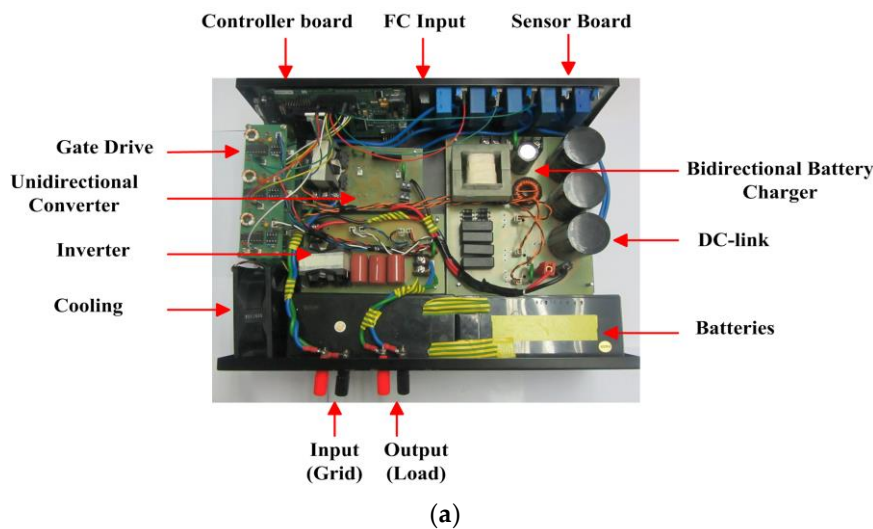 Controller board
FC Input
Sensor Board
Gate Drive
Unidirectional
Converter
Inverter
Cooling
Bidirectional Battery
Charger
DC-link
Batteries
Input
(Grid)
Output
(Load)
(a)